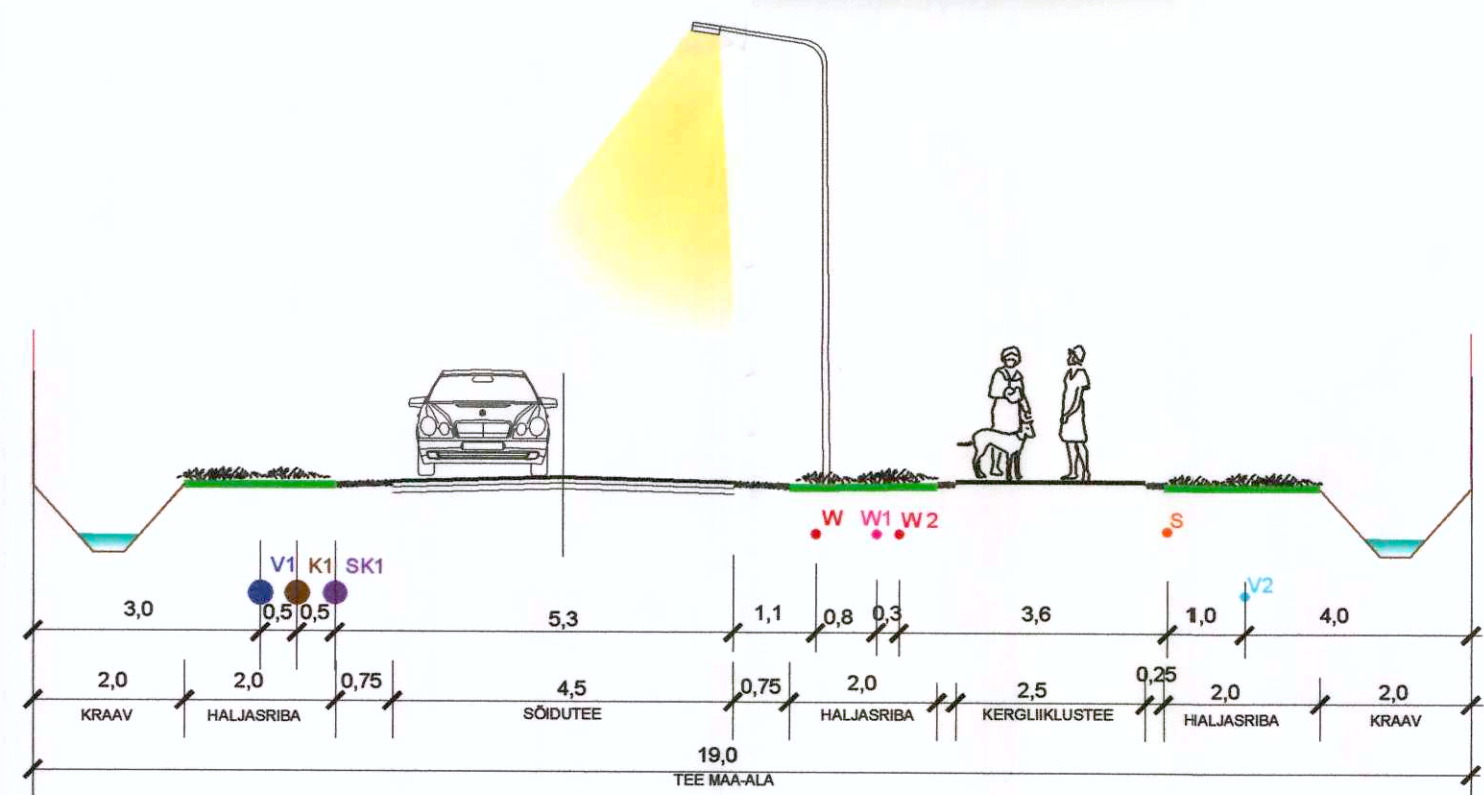 W W1 W2 S
V1 K1 SK1 V2
3,0 0,5 0,5 5,3 1,1 0,8 0,3 3,6 1,0 4,0
2,0 2,0 0,75 4,5 0,75 2,0 2,5 0,25 2,0 2,0
KRAAV HALJASRIBA SÕIDUTEE HALJASRIBA KERGLIIKLUSTEE HIALJASRIBA KRAAV
19,0
TEE MAA-ALA